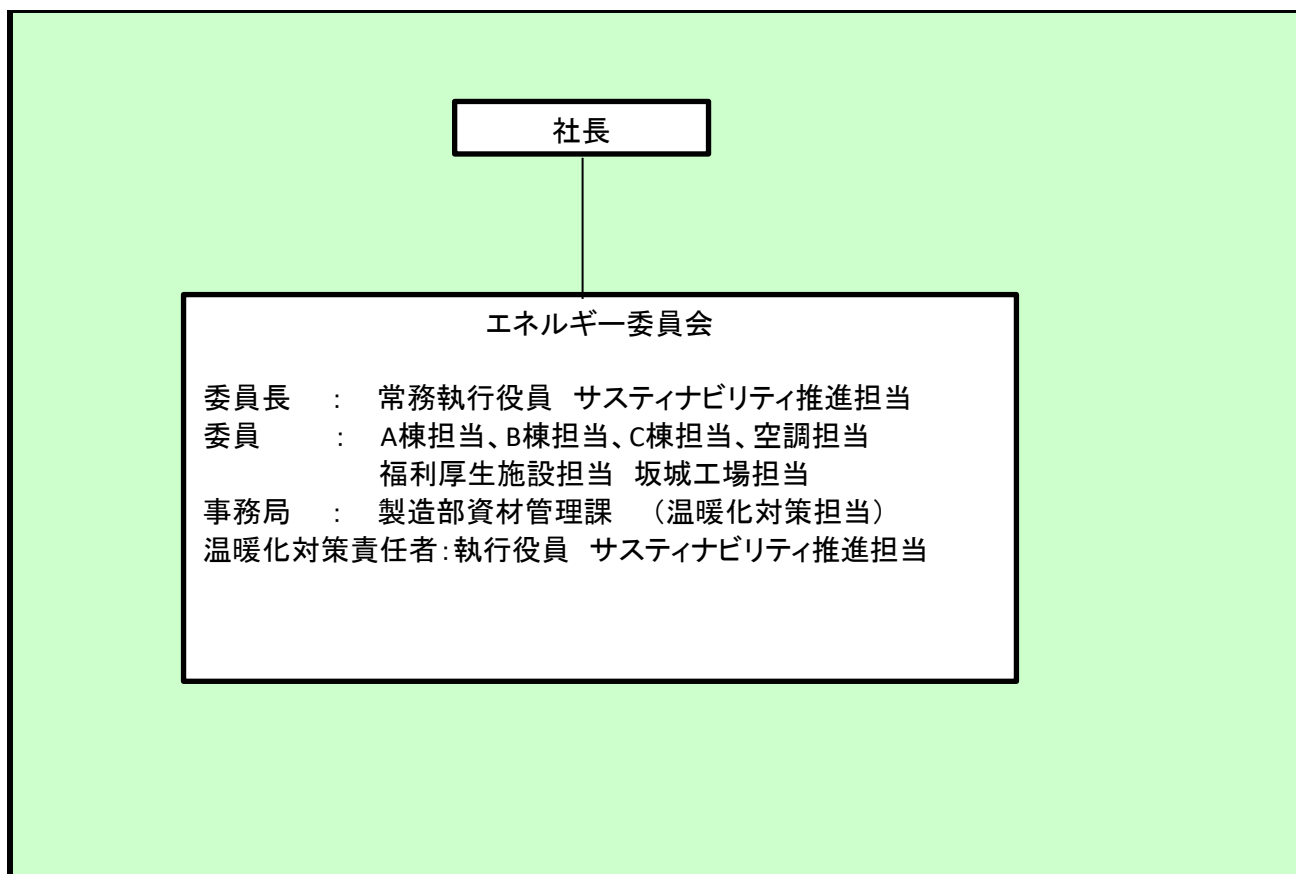 社長
エネルギー委員会
委員長　：　常務執行役員　サスティナビリティ推進担当
委員　　：　A棟担当、B棟担当、C棟担当、空調担当
福利厚生施設担当　坂城工場担当
事務局　：　製造部資材管理課　（温暖化対策担当）
温暖化対策責任者：執行役員　サスティナビリティ推進担当